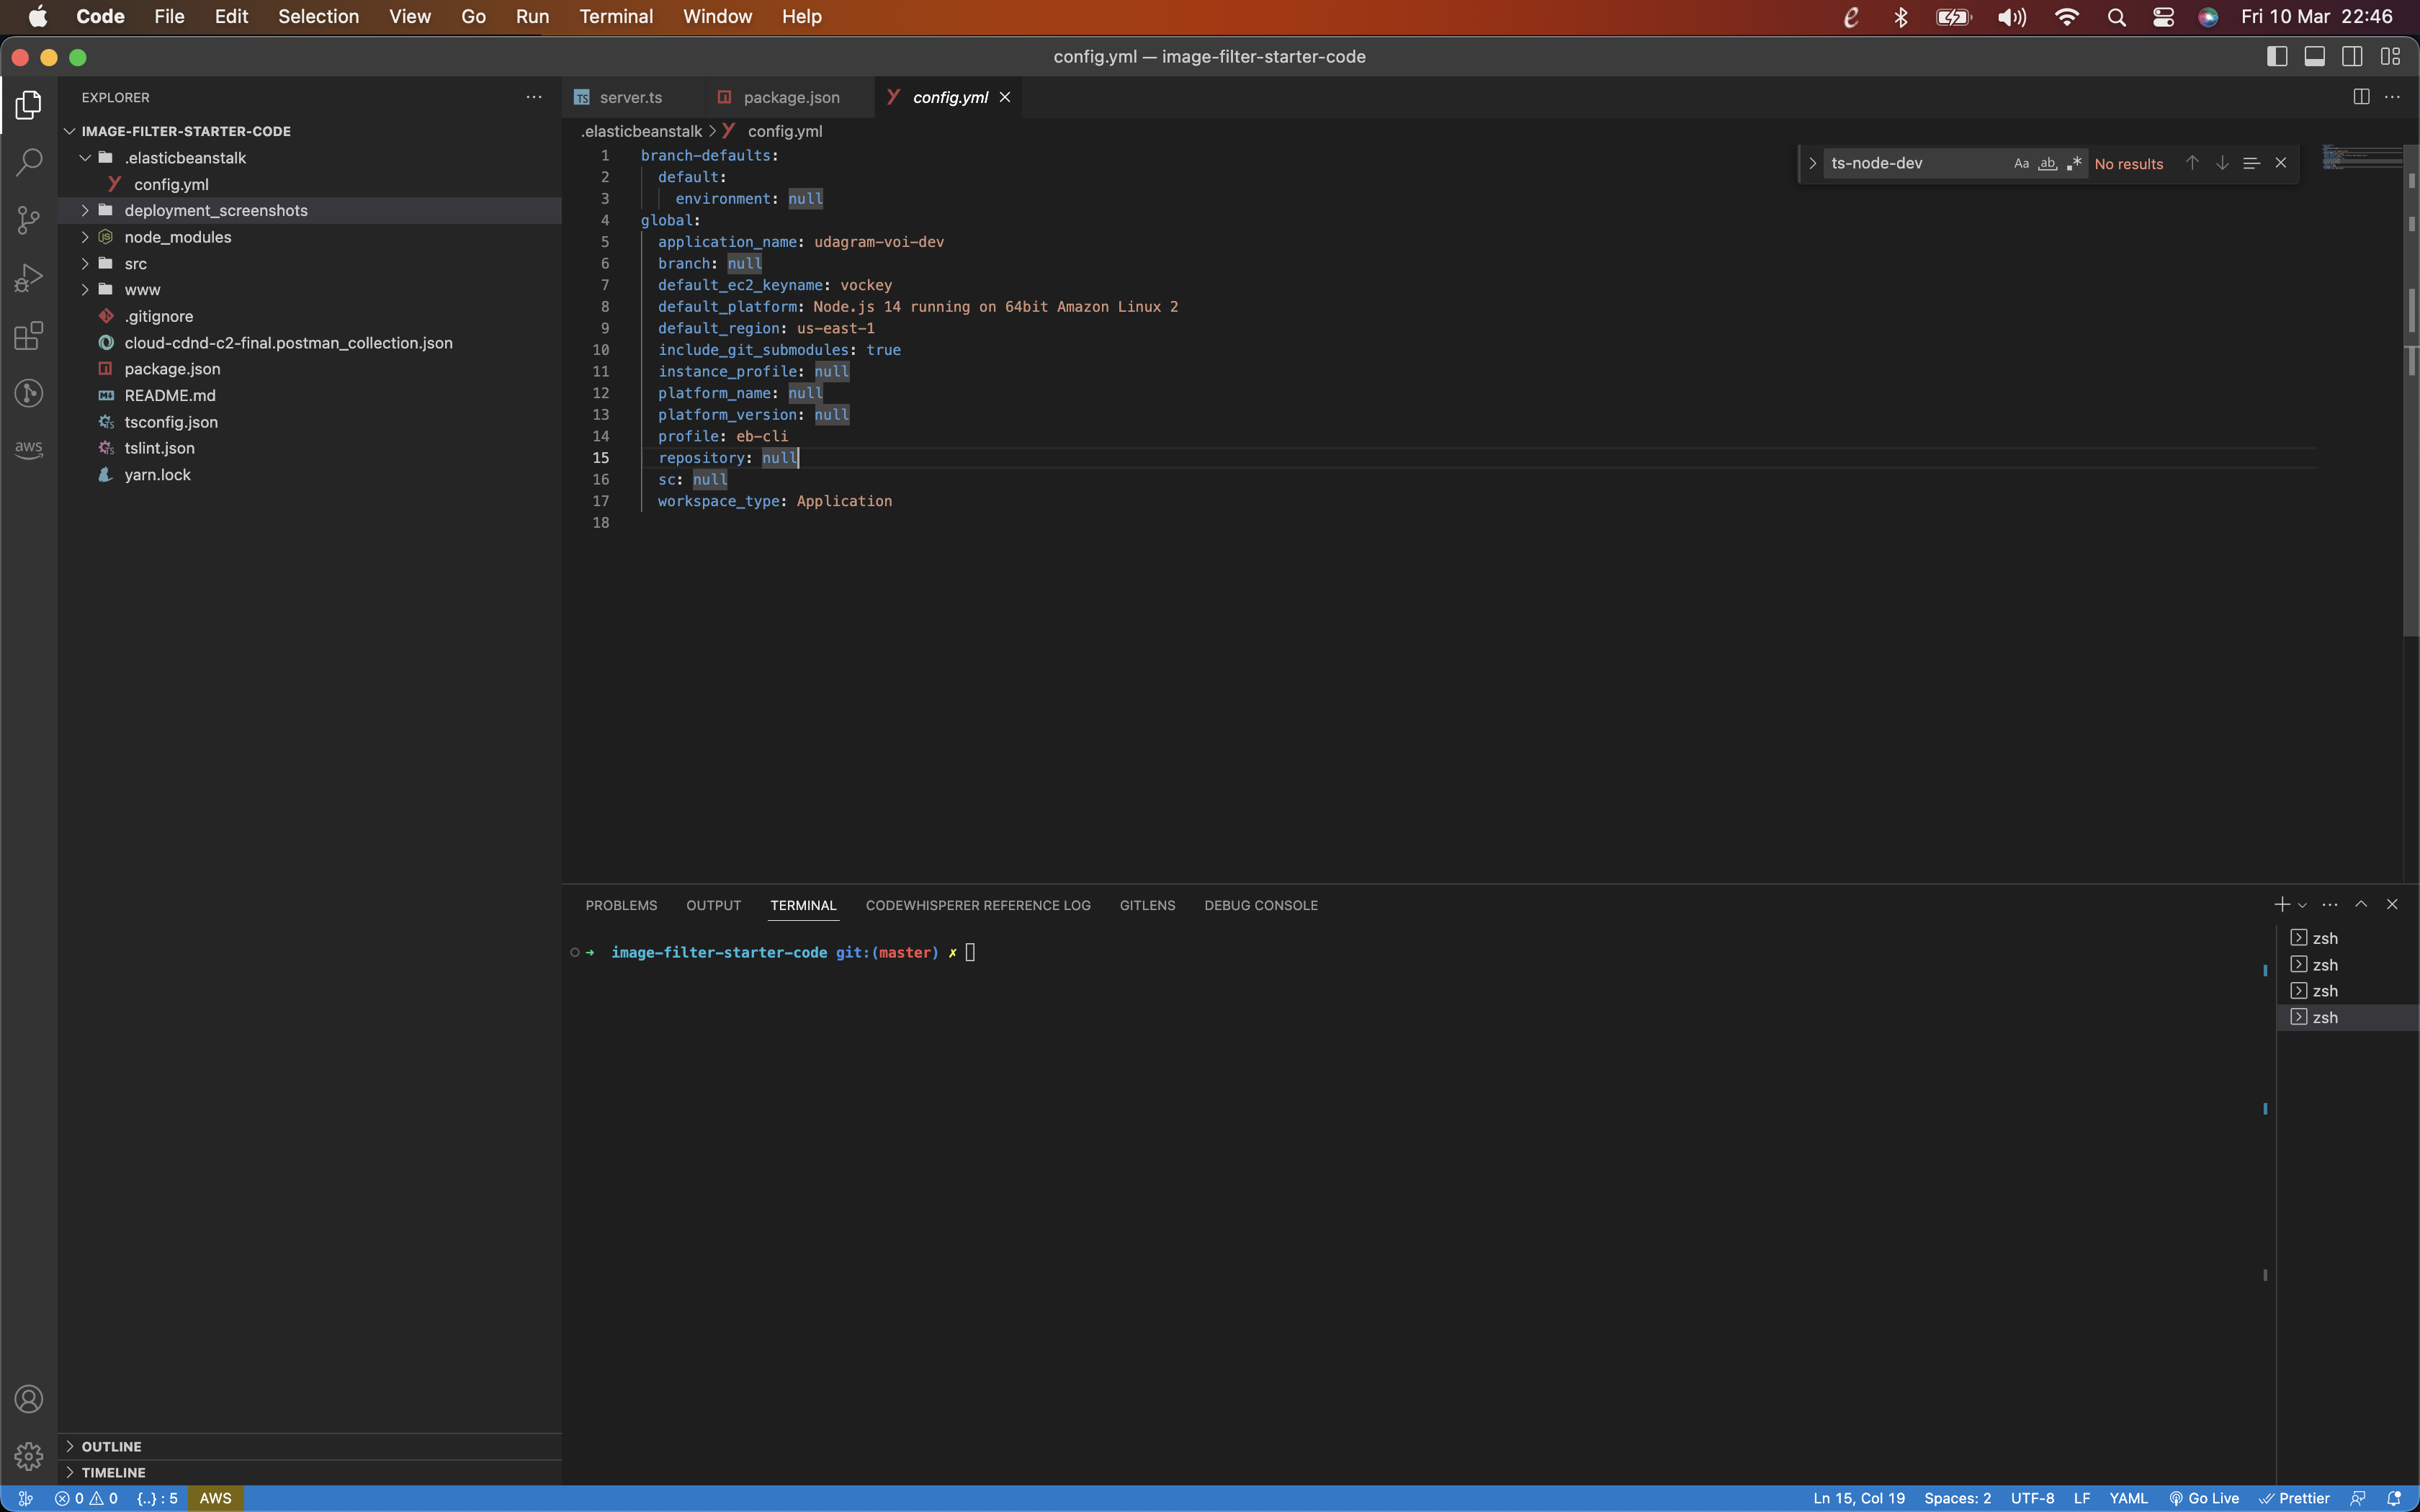 Code File Edit Selection View Go Run Terminal Window Help Fri 10 Mar 22:46
config.yml — image-filter-starter-code
EXPLORER
IMAGE-FILTER-STARTER-CODE
.elasticbeanstalk
config.yml
deployment_screenshots
node_modules
src
www
.gitignore
cloud-cdnd-c2-final.postman_collection.json
package.json
README.md
tsconfig.json
tslint.json
yarn.lock
OUTLINE
TIMELINE
aws
server.ts package.json config.yml
.elasticbeanstalk > config.yml
ts-node-dev Aa ab No results
1 branch-defaults:
2 default:
3 environment: null
4 global:
5 application_name: udagram-voi-dev
6 branch: null
7 default_ec2_keyname: vockey
8 default_platform: Node.js 14 running on 64bit Amazon Linux 2
9 default_region: us-east-1
10 include_git_submodules: true
11 instance_profile: null
12 platform_name: null
13 platform_version: null
14 profile: eb-cli
15 repository: null
16 sc: null
17 workspace_type: Application
18
PROBLEMS OUTPUT TERMINAL CODEWHISPERER REFERENCE LOG GITLENS DEBUG CONSOLE
→ image-filter-starter-code git:(master) ✗
zsh
zsh
zsh
zsh
0 0 {..} : 5 AWS Ln 15, Col 19 Spaces: 2 UTF-8 LF YAML Go Live Prettier